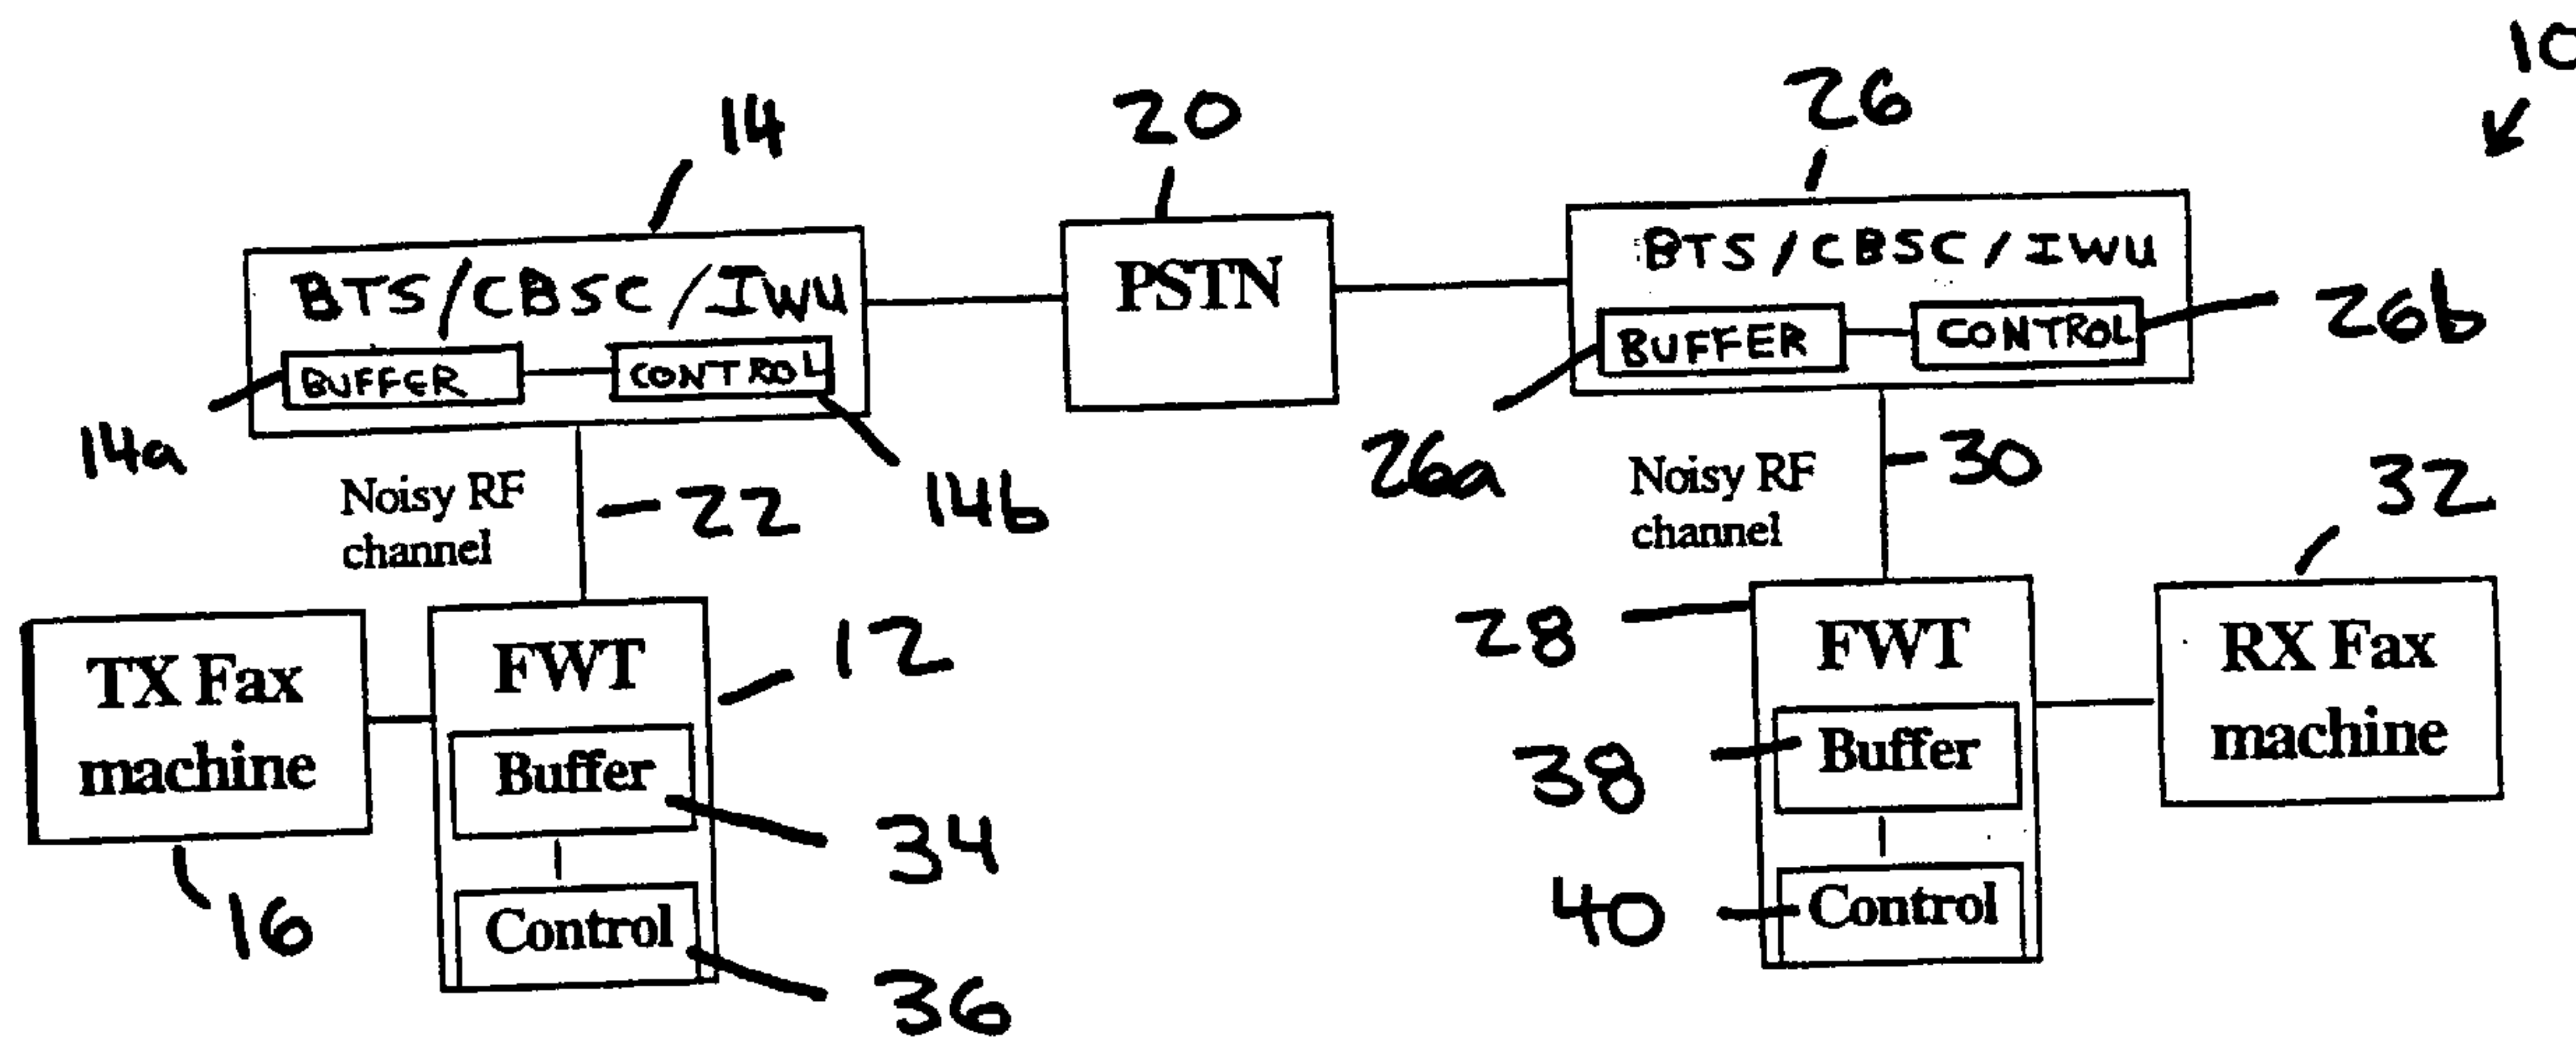 10
14
20
26
BTS/CBSC/IWU
PSTN
BTS/CBSC/IWU
BUFFER
CONTROL
BUFFER
CONTROL
26b
14a
14b
26a
Noisy RF
channel
22
Noisy RF
channel
30
32
TX Fax
machine
16
FWT
12
Buffer
34
Control
36
28
FWT
38
Buffer
40
Control
RX Fax
machine